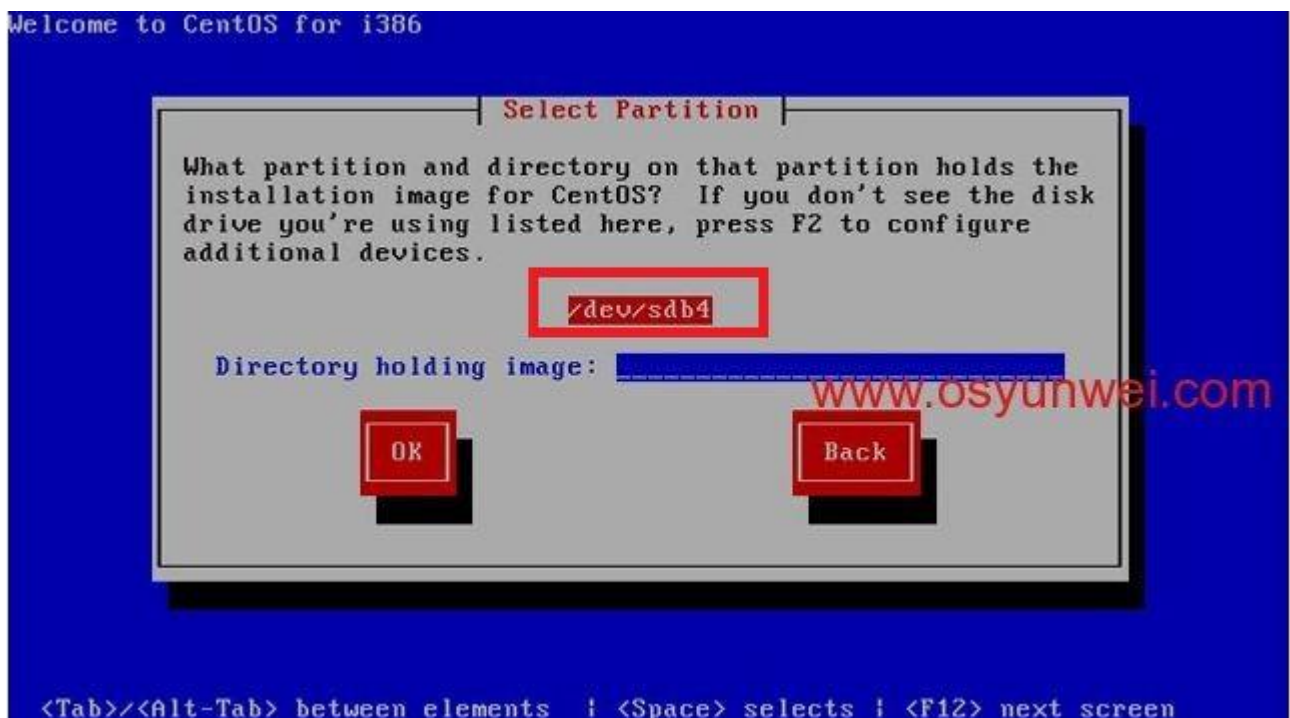 Welcome to CentOS for i386
Select Partition
What partition and directory on that partition holds the
installation image for CentOS?  If you don't see the disk
drive you're using listed here, press F2 to configure
additional devices.
/dev/sdb4
Directory holding image:
www.osyunwei.com
OK
Back
<Tab>/<Alt-Tab> between elements  | <Space> selects | <F12> next screen